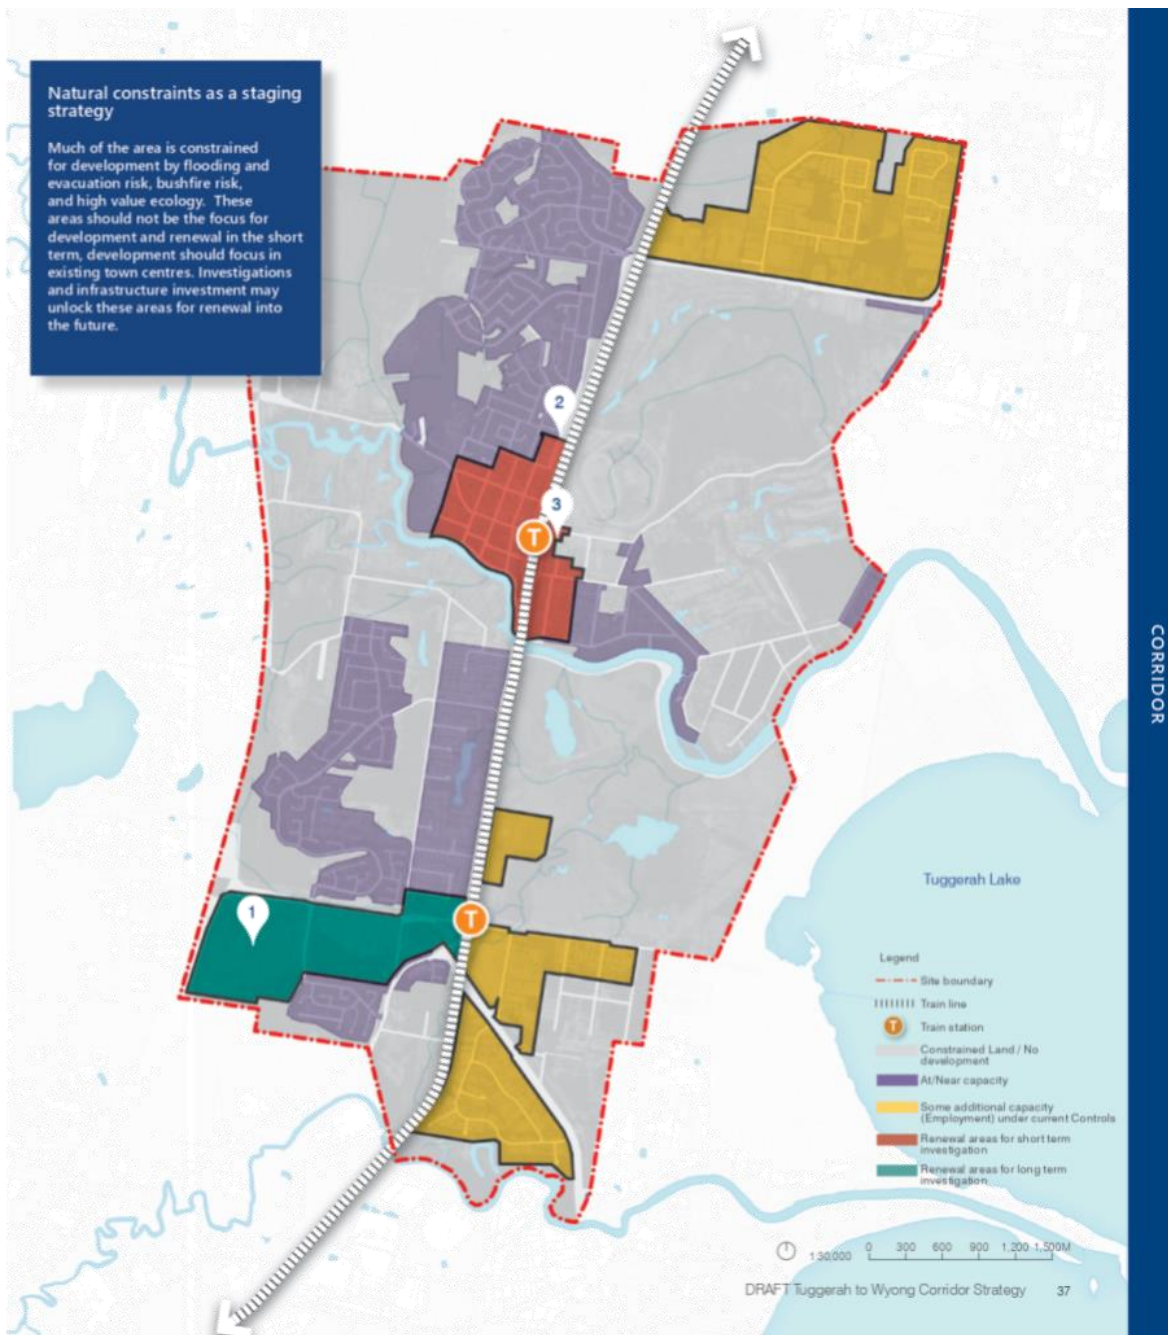 Natural constraints as a staging
strategy
Much of the area is constrained
for development by flooding and
evacuation risk, bushfire risk,
and high value ecology. These
areas should not be the focus for
development and renewal in the short
term, development should focus in
existing town centres. Investigations
and infrastructure investment may
unlock these areas for renewal into
the future.
2
3
T
CORRIDOR
1
T
Tuggerah Lake
Legend
Site boundary
Train line
T Train station
Constrained Land / No
development
At/Near capacity
Some additional capacity
(Employment) under current Controls
Renewal areas for short term
investigation
Renewal areas for long term
investigation
1:30,000 0 300 600 900 1,200 1,500M
DRAFT Tuggerah to Wyong Corridor Strategy 37